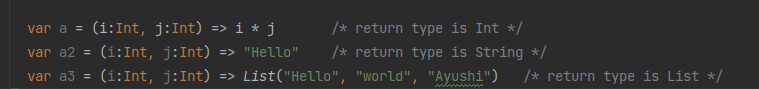 var a = (i:Int, j:Int) => i * j      /* return type is Int */
var a2 = (i:Int, j:Int) => "Hello"    /* return type is String */
var a3 = (i:Int, j:Int) => List("Hello", "world", "Ayushi")   /* return type is List */